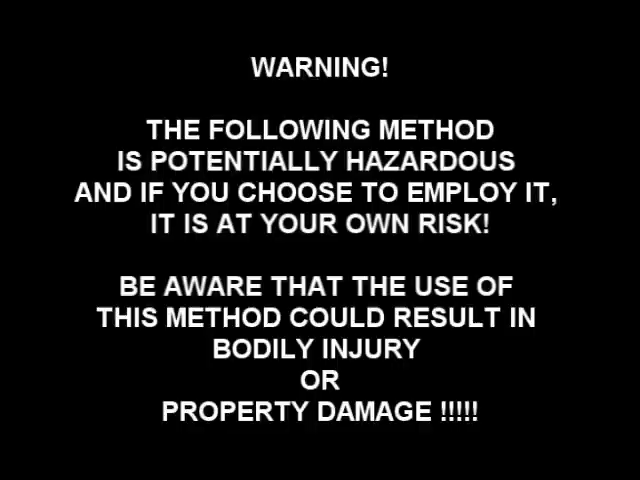 WARNING!
THE FOLLOWING METHOD
IS POTENTIALLY HAZARDOUS
AND IF YOU CHOOSE TO EMPLOY IT,
IT IS AT YOUR OWN RISK!
BE AWARE THAT THE USE OF
THIS METHOD COULD RESULT IN
BODILY INJURY
OR
PROPERTY DAMAGE !!!!!